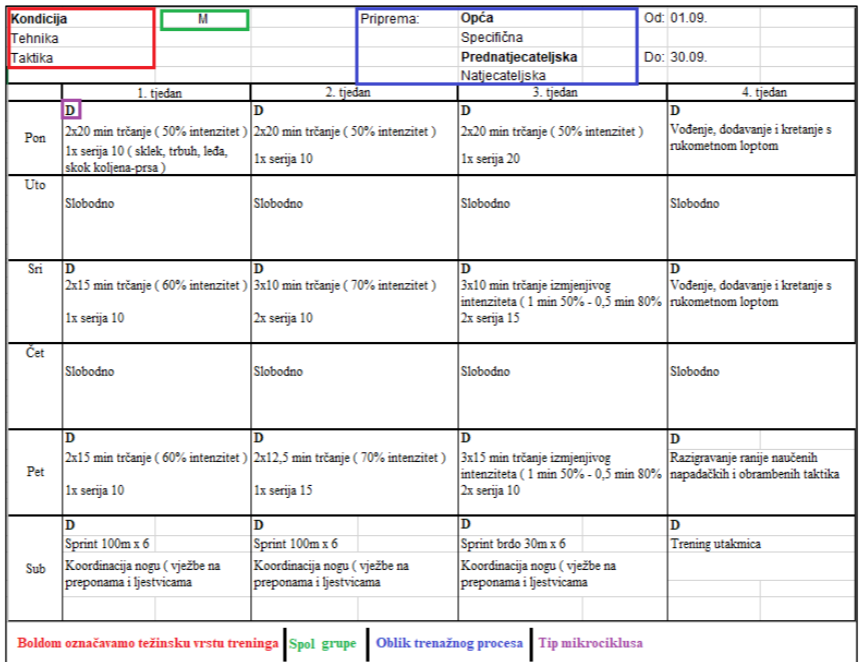 Kondicija M Priprema: Opća Od: 01.09.
Tehnika Specifična
Taktika Prednatjecateljska Do: 30.09.
Natjecateljska
1. tjedan 2. tjedan 3. tjedan 4. tjedan
Pon
D
2x20 min trčanje ( 50% intenzitet )
1x serija 10 ( sklek, trbuh, leđa,
skok koljena-prsa )
D
2x20 min trčanje ( 50% intenzitet )
1x serija 10
D
2x20 min trčanje ( 50% intenzitet )
1x serija 20
D
Vođenje, dodavanje i kretanje s
rukometnom loptom
Uto
Slobodno
Slobodno
Slobodno
Slobodno
Sri
D
2x15 min trčanje ( 60% intenzitet )
1x serija 10
D
3x10 min trčanje ( 70% intenzitet )
2x serija 10
D
3x10 min trčanje izmjenjivog
intenziteta ( 1 min 50% - 0,5 min 80%
2x serija 15
D
Vođenje, dodavanje i kretanje s
rukometnom loptom
Čet
Slobodno
Slobodno
Slobodno
Slobodno
Pet
D
2x15 min trčanje ( 60% intenzitet )
1x serija 10
D
2x12,5 min trčanje ( 70% intenzitet )
1x serija 15
D
3x15 min trčanje izmjenjivog
intenziteta ( 1 min 50% - 0,5 min 80%
2x serija 10
D
Razigravanje ranije naučenih
napadačkih i obrambenih taktika
Sub
D
Sprint 100m x 6
Koordinacija nogu ( vježbe na
preponama i ljestvicama
D
Sprint 100m x 6
Koordinacija nogu ( vježbe na
preponama i ljestvicama
D
Sprint brdo 30m x 6
Koordinacija nogu ( vježbe na
preponama i ljestvicama
D
Trening utakmica
Boldom označavamo težinsku vrstu treninga Spol grupe Oblik trenažnog procesa Tip mikrociklusa